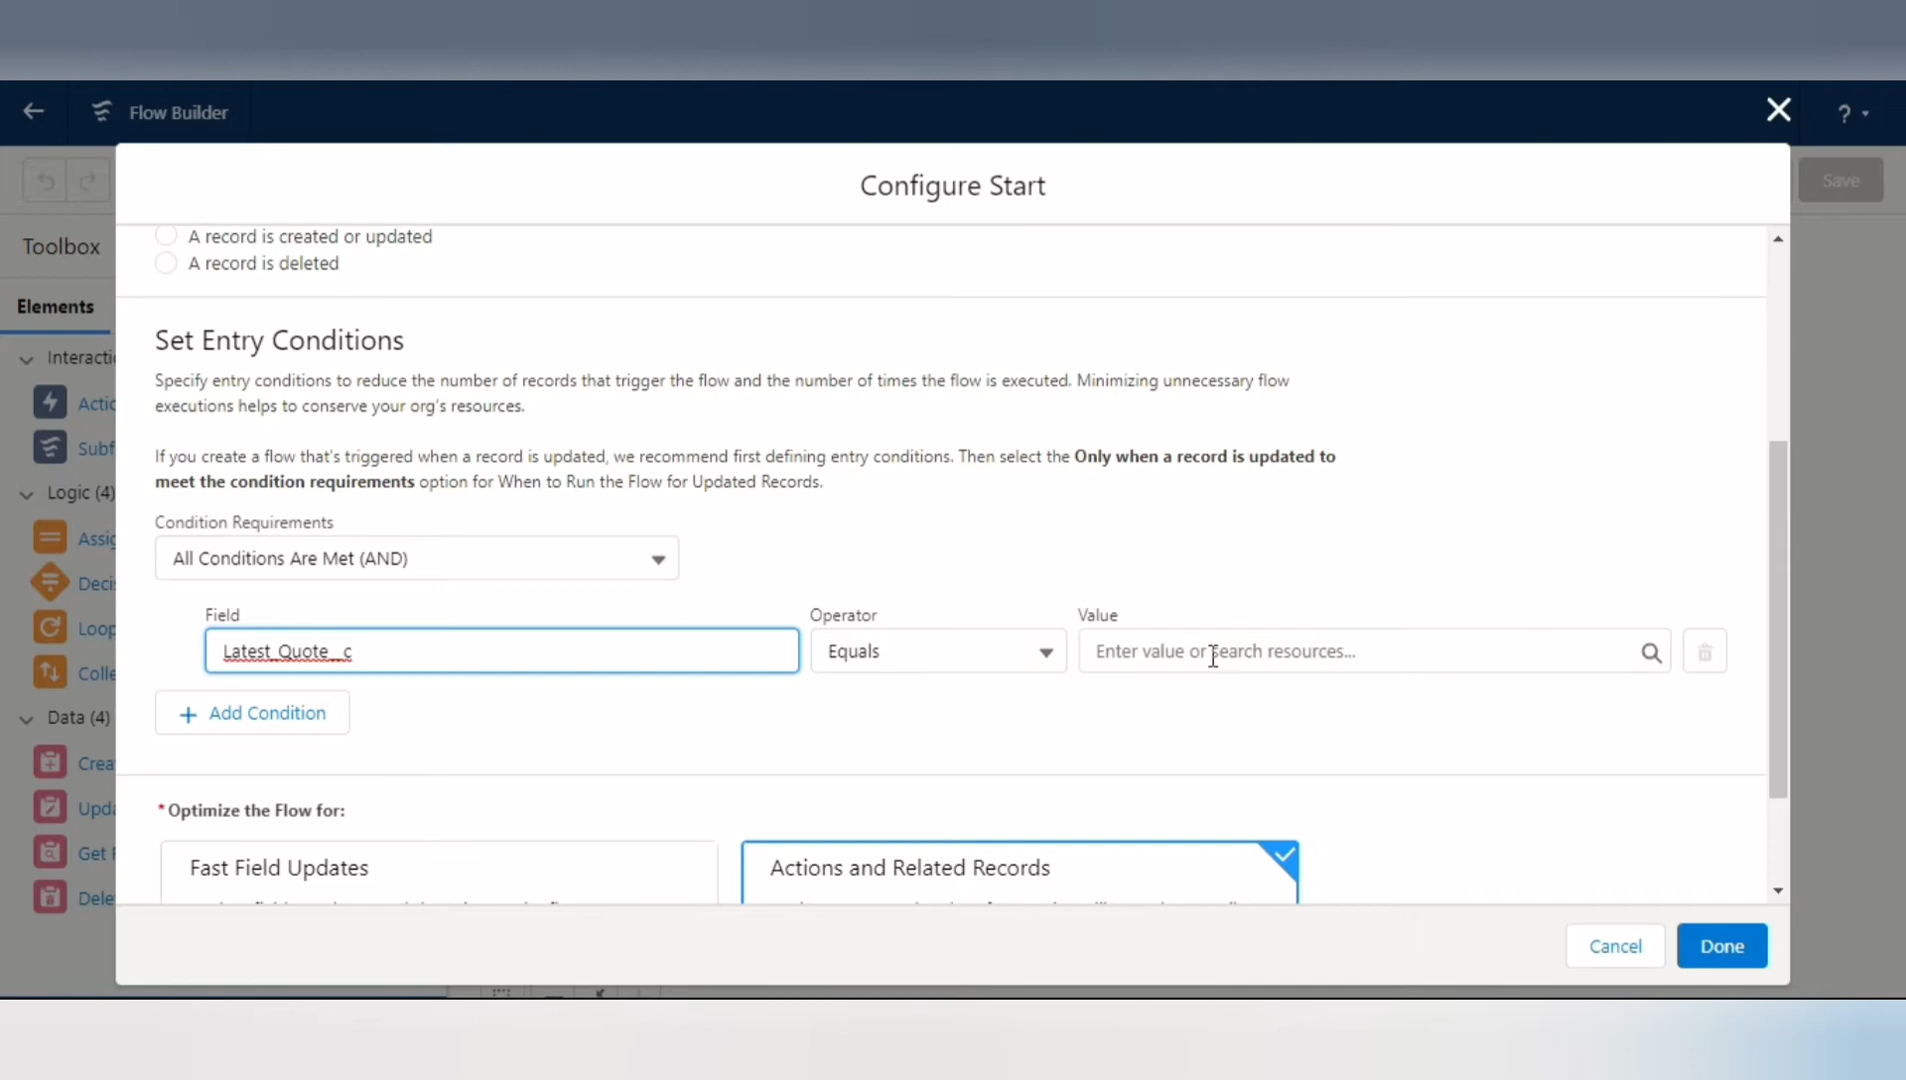 Flow Builder
?
Configure Start
Save
Toolbox
A record is created or updated
A record is deleted
Elements
Set Entry Conditions
Interacti
Specify entry conditions to reduce the number of records that trigger the flow and the number of times the flow is executed. Minimizing unnecessary flow
executions helps to conserve your org's resources.
Actio
Subf
If you create a flow that's triggered when a record is updated, we recommend first defining entry conditions. Then select the Only when a record is updated to
meet the condition requirements option for When to Run the Flow for Updated Records.
Logic (4)
Condition Requirements
All Conditions Are Met (AND)
Assig
Deci
Field Operator Value
Loop
Latest_Quote__c Equals Enter value or search resources...
Colle
Add Condition
Data (4)
Crea
* Optimize the Flow for:
Upda
Get
Fast Field Updates Actions and Related Records
Dele
Cancel Done